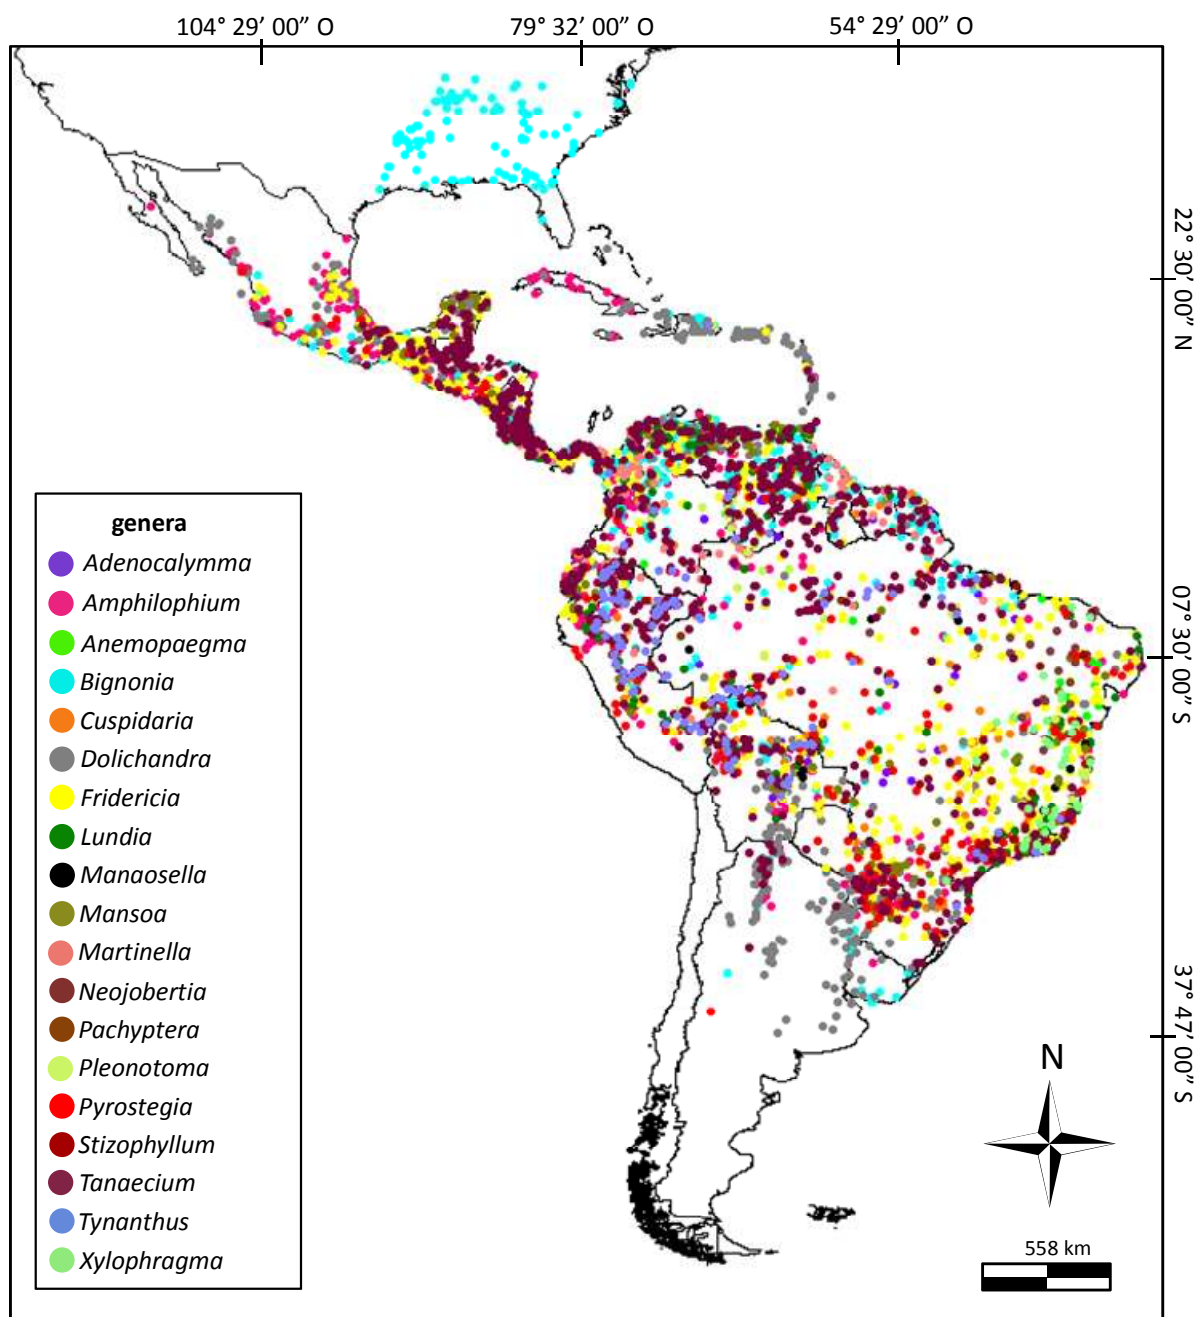 104° 29’ 00” O 79° 32’ 00” O 54° 29’ 00” O
22° 30’ 00” N
07° 30’ 00” S
37° 47’ 00” S
genera
Adenocalymma
Amphilophium
Anemopaegma
Bignonia
Cuspidaria
Dolichandra
Fridericia
Lundia
Manaosella
Mansoa
Martinella
Neojobertia
Pachyptera
Pleonotoma
Pyrostegia
Stizophyllum
Tanaecium
Tynanthus
Xylophragma
N
558 km